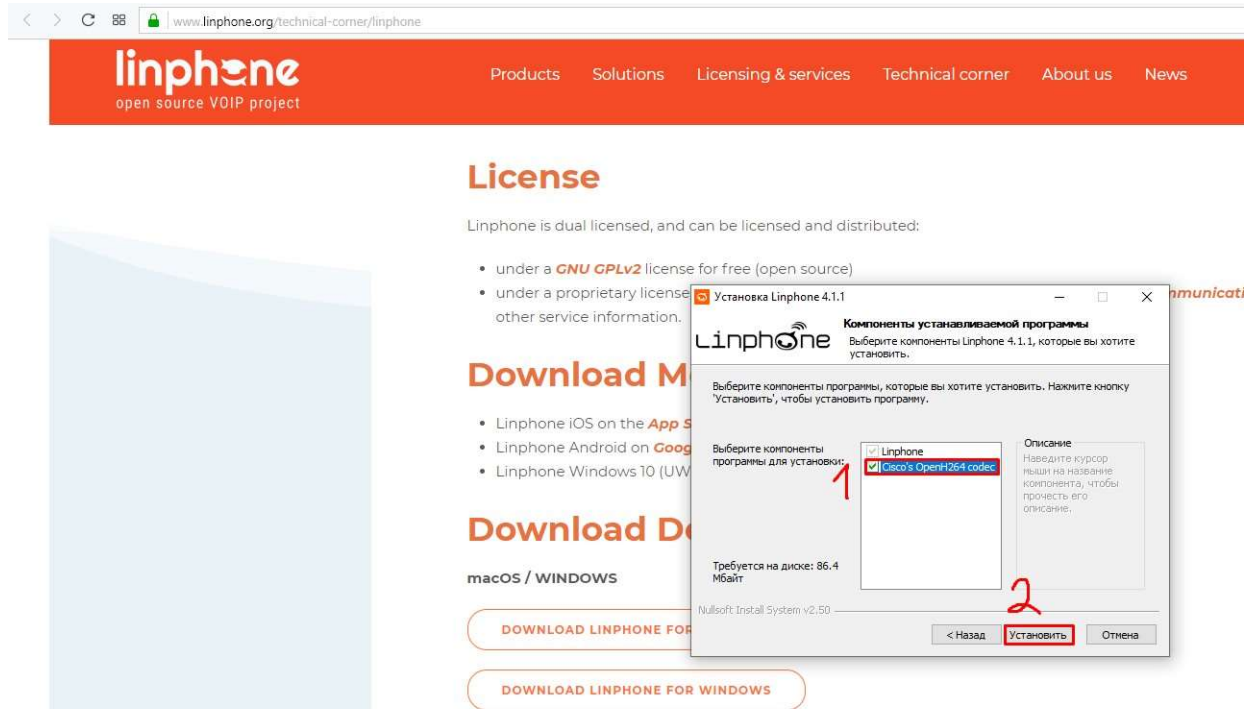 www.linphone.org/technical-corner/linphone
linphone
open source VOIP project
Products Solutions Licensing & services Technical corner About us News
License
Linphone is dual licensed, and can be licensed and distributed:
• under a GNU GPLv2 license for free (open source)
• under a proprietary license
other service information.
Download M
• Linphone iOS on the App S
• Linphone Android on Goog
• Linphone Windows 10 (UW
Download De
macOS / WINDOWS
DOWNLOAD LINPHONE FOR
DOWNLOAD LINPHONE FOR WINDOWS
Установка Linphone 4.1.1
Linphone
Компоненты устанавливаемой программы
Выберите компоненты Linphone 4.1.1, которые вы хотите
установить.
Выберите компоненты программы, которые вы хотите установить. Нажмите кнопку
'Установить', чтобы установить программу.
Выберите компоненты
программы для установки:
1
Linphone
Cisco's OpenH264 codec
Описание
Наведите курсор
мыши на название
компонента, чтобы
прочесть его
описание.
Требуется на диске: 86.4
Мбайт
2
Nullsoft Install System v2.50
< Назад Установить Отмена